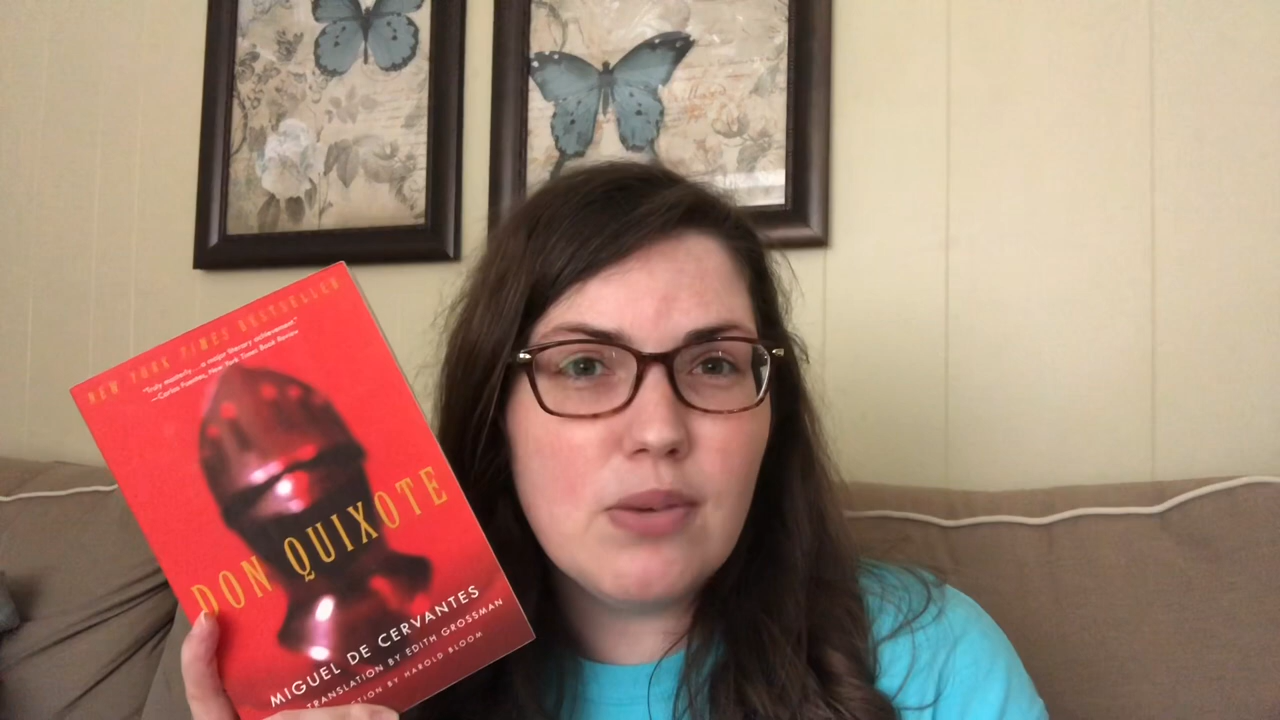 NEW YORK TIMES BESTSELLER
"Truly masterly...a major literary achievement."
—Carlos Fuentes, New York Times Book Review
DON QUIXOTE
MIGUEL DE CERVANTES
TRANSLATION BY EDITH GROSSMAN
BY HAROLD BLOOM